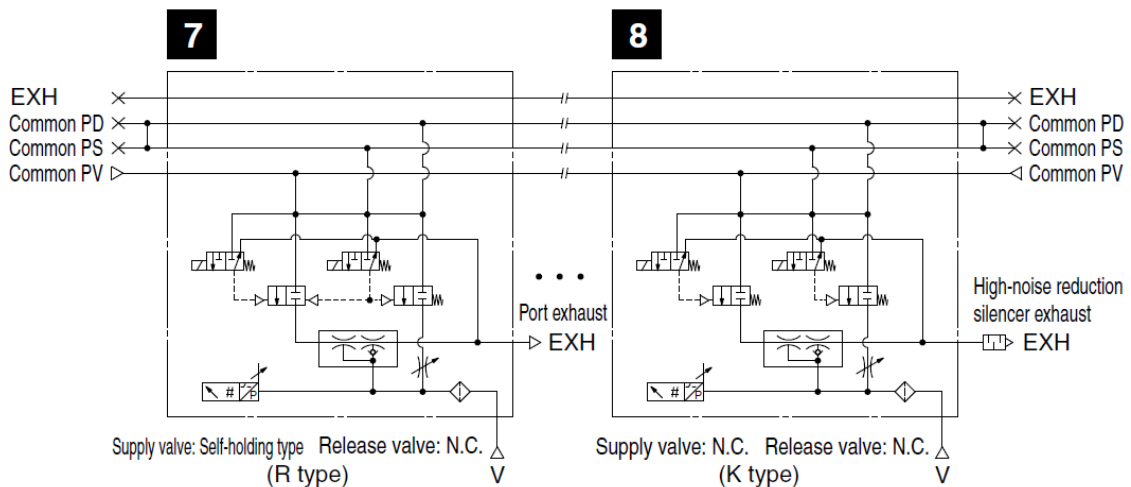 7
8
EXH
EXH
Common PD
Common PD
Common PS
Common PS
Common PV
Common PV
Port exhaust
EXH
High-noise reduction
silencer exhaust
EXH
# P
# P
Supply valve: Self-holding type Release valve: N.C.
(R type)
V
Supply valve: N.C. Release valve: N.C.
(K type)
V